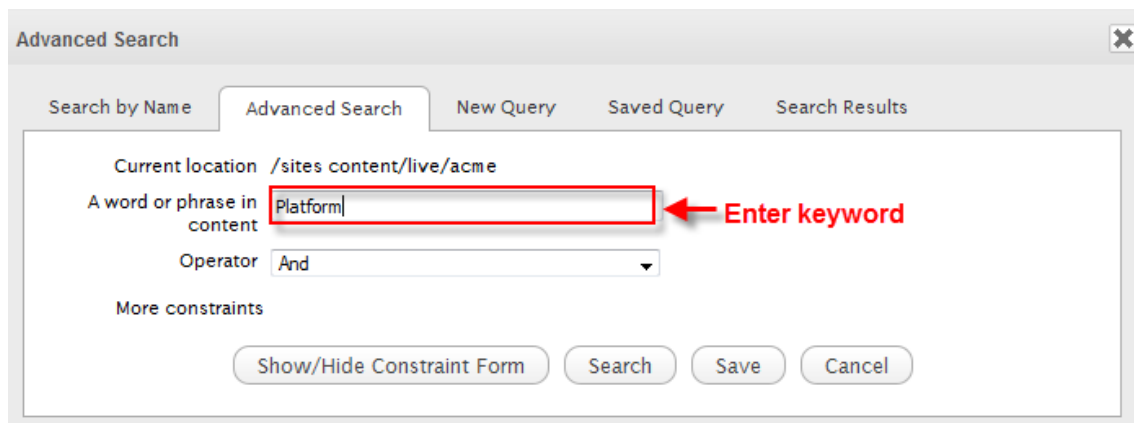 Advanced Search
Search by Name Advanced Search New Query Saved Query Search Results
Current location /sites content/live/acme
A word or phrase in
content
Platform
Enter keyword
Operator And
More constraints
Show/Hide Constraint Form Search Save Cancel